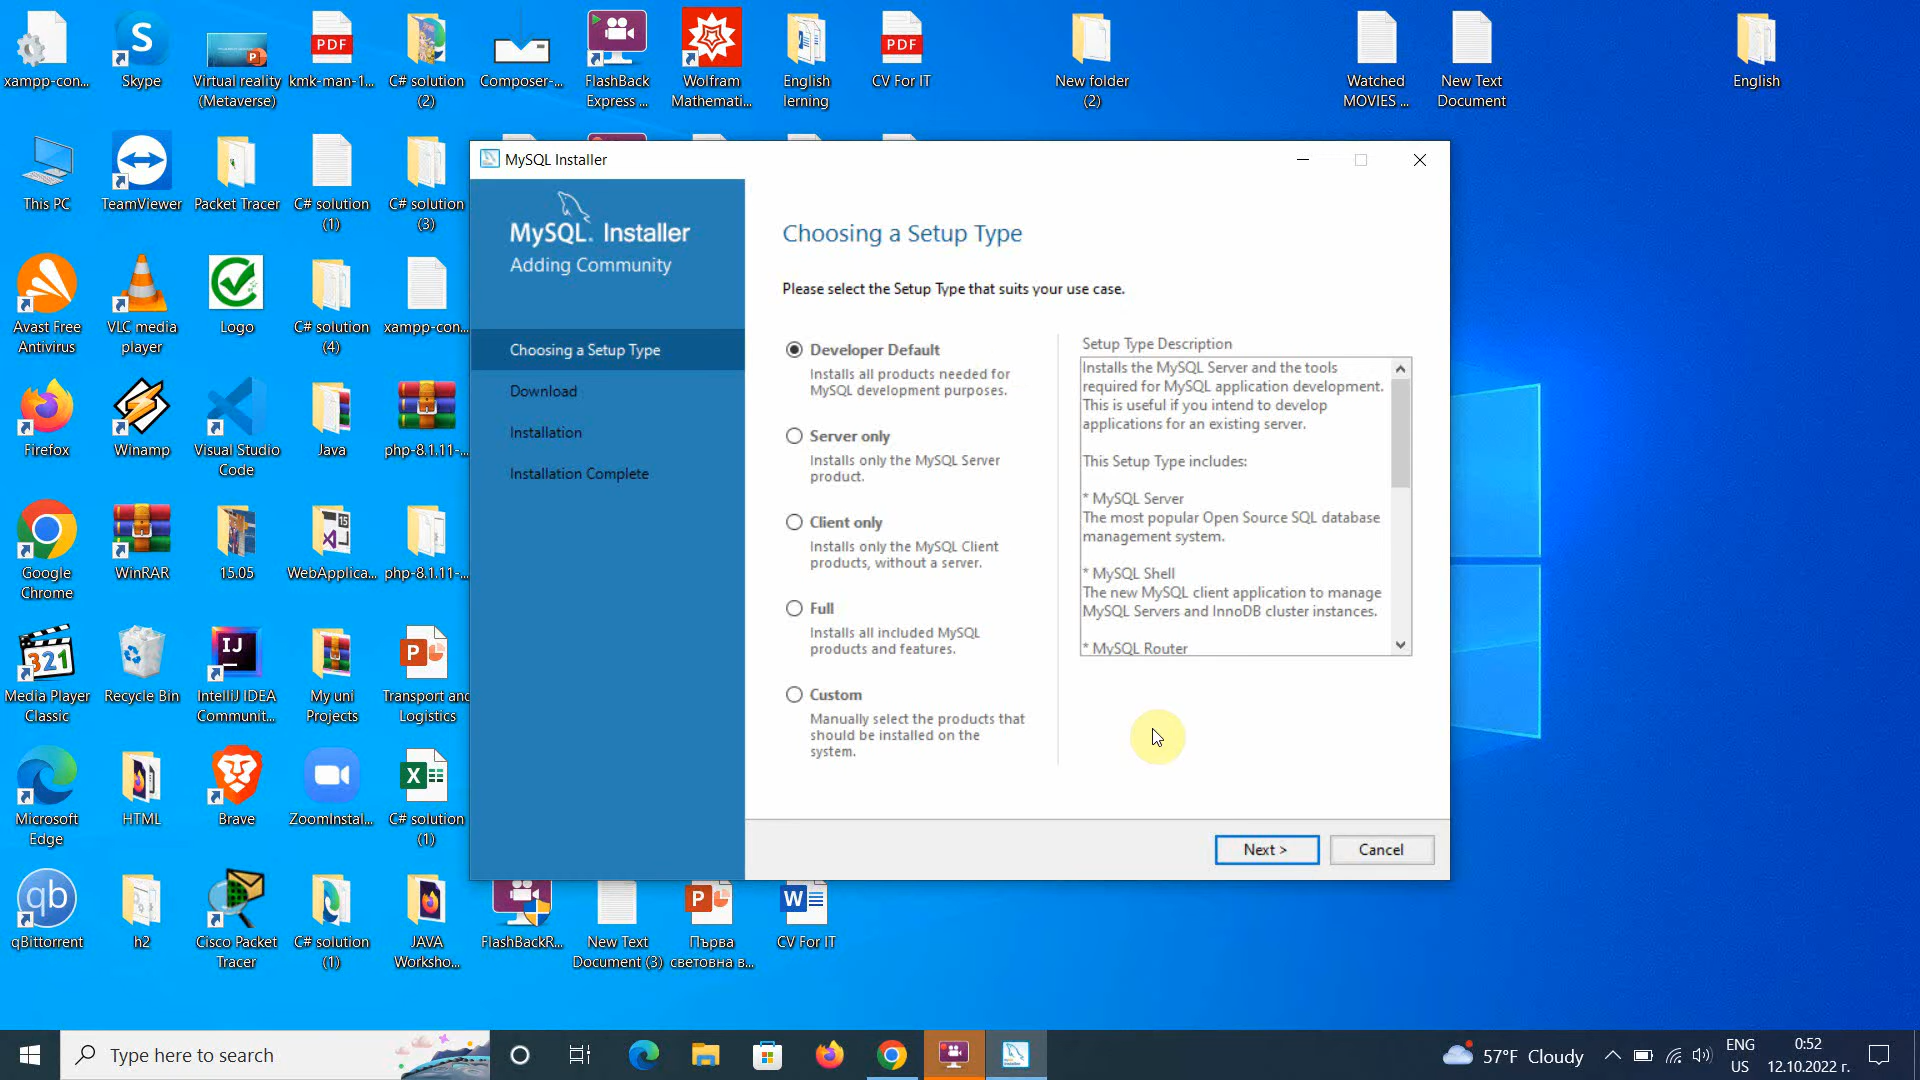 xampp-con...
Skype
Virtual reality
(Metaverse)
kmk-man-1...
C# solution
(2)
Composer-...
FlashBack
Express ...
Wolfram
Mathemati...
English
lerning
CV For IT
New folder
(2)
Watched
MOVIES ...
New Text
Document
English
This PC
TeamViewer
Packet Tracer
C# solution
(1)
C# solution
(3)
Avast Free
Antivirus
VLC media
player
Logo
C# solution
(4)
xampp-con...
Firefox
Winamp
Visual Studio
Code
Java
php-8.1.11-...
Google
Chrome
WinRAR
15.05
WebApplica...
php-8.1.11-...
Media Player
Classic
Recycle Bin
IntelliJ IDEA
Communit...
My uni
Projects
Transport and
Logistics
Microsoft
Edge
HTML
Brave
ZoomInstal...
C# solution
(1)
qBittorrent
h2
Cisco Packet
Tracer
C# solution
(1)
JAVA
Worksho...
FlashBackR...
New Text
Document (3)
Първа
световна в...
CV For IT
MySQL Installer
MySQL. Installer
Adding Community
Choosing a Setup Type
Download
Installation
Installation Complete
Choosing a Setup Type
Please select the Setup Type that suits your use case.
Developer Default
Installs all products needed for
MySQL development purposes.
Server only
Installs only the MySQL Server
product.
Client only
Installs only the MySQL Client
products, without a server.
Full
Installs all included MySQL
products and features.
Custom
Manually select the products that
should be installed on the
system.
Setup Type Description
Installs the MySQL Server and the tools
required for MySQL application development.
This is useful if you intend to develop
applications for an existing server.
This Setup Type includes:
* MySQL Server
The most popular Open Source SQL database
management system.
* MySQL Shell
The new MySQL client application to manage
MySQL Servers and InnoDB cluster instances.
* MySQL Router
Next >
Cancel
Type here to search
57°F Cloudy
ENG
US
0:52
12.10.2022 г.